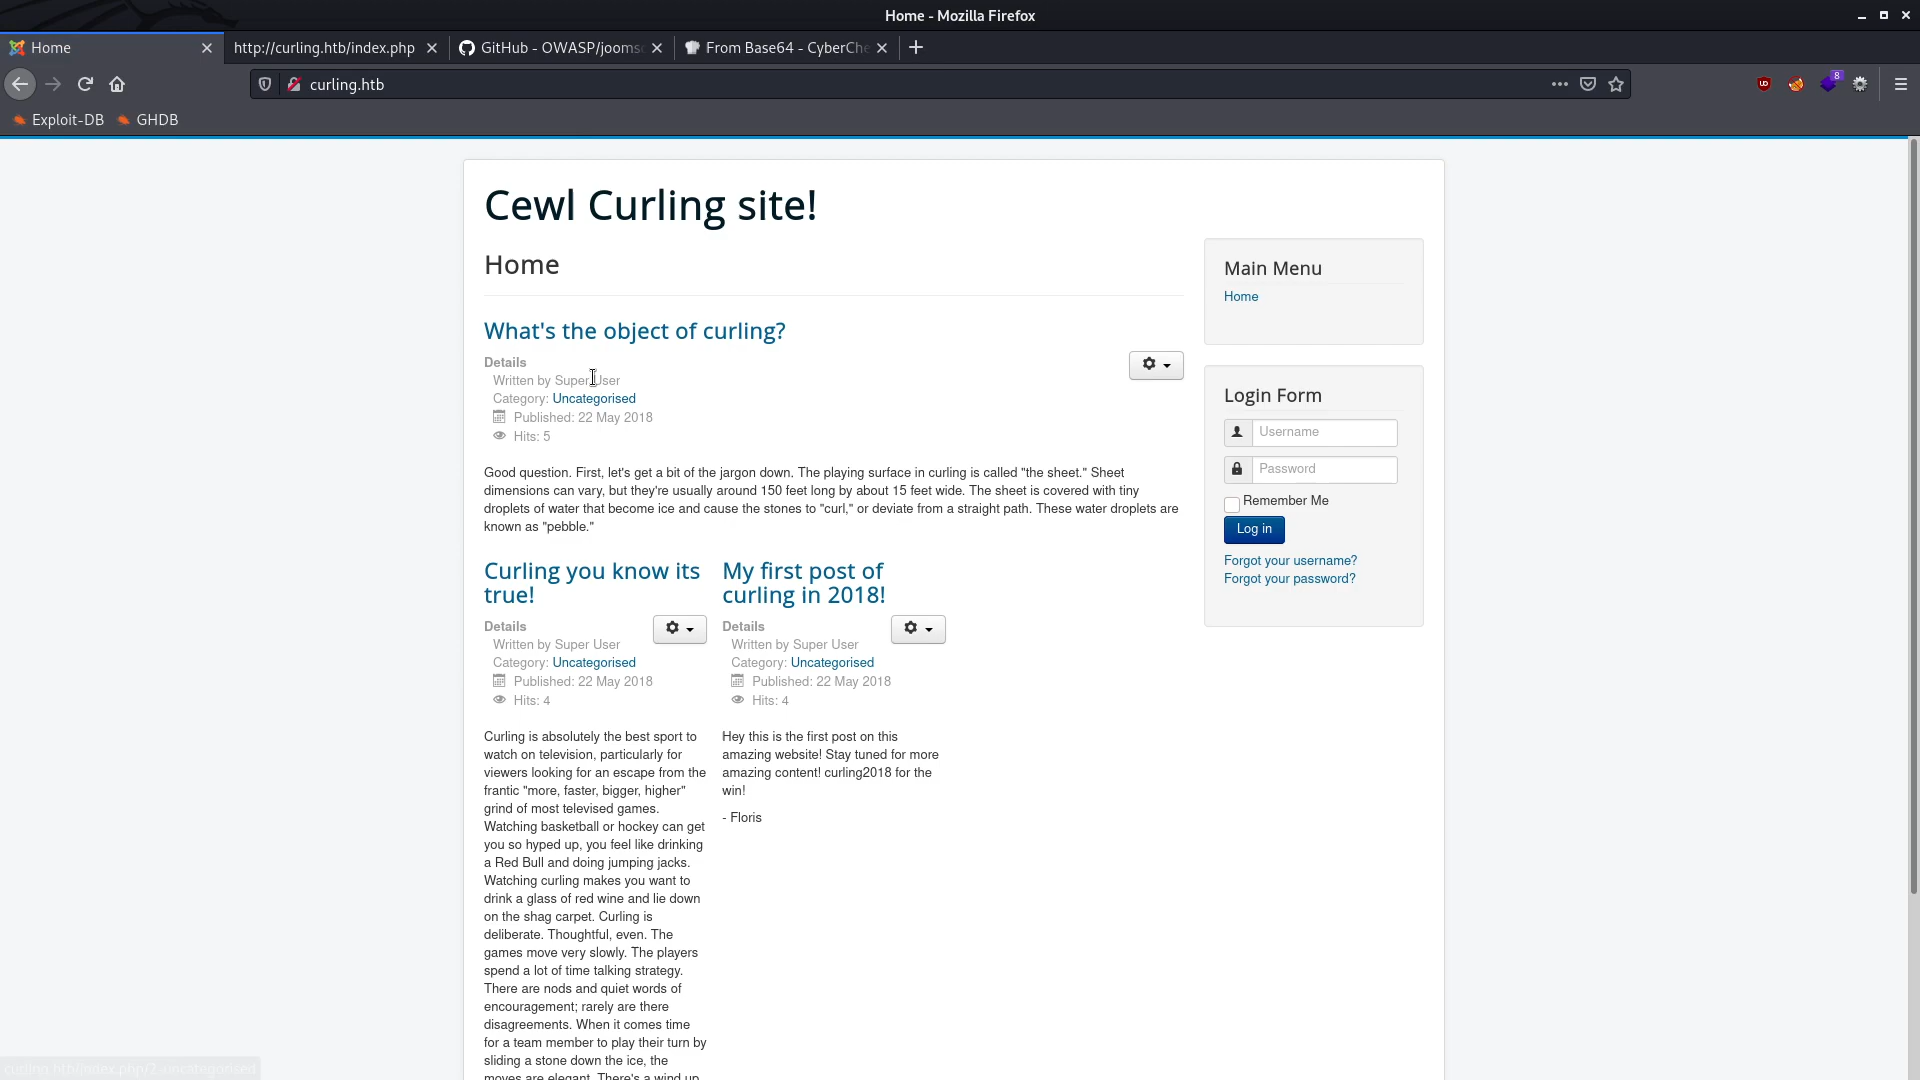 Home - Mozilla Firefox
Home
http://curling.htb/index.php
GitHub - OWASP/jooms
From Base64 - CyberChe
curling.htb
8
Exploit-DB
GHDB
Cewl Curling site!
Home
What's the object of curling?
Details
Written by Super User
Category: Uncategorised
Published: 22 May 2018
Hits: 5
Good question. First, let's get a bit of the jargon down. The playing surface in curling is called "the sheet." Sheet
dimensions can vary, but they're usually around 150 feet long by about 15 feet wide. The sheet is covered with tiny
droplets of water that become ice and cause the stones to "curl," or deviate from a straight path. These water droplets are
known as "pebble."
Curling you know its
true!
Details
Written by Super User
Category: Uncategorised
Published: 22 May 2018
Hits: 4
Curling is absolutely the best sport to
watch on television, particularly for
viewers looking for an escape from the
frantic "more, faster, bigger, higher"
grind of most televised games.
Watching basketball or hockey can get
you so hyped up, you feel like drinking
a Red Bull and doing jumping jacks.
Watching curling makes you want to
drink a glass of red wine and lie down
on the shag carpet. Curling is
deliberate. Thoughtful, even. The
games move very slowly. The players
spend a lot of time talking strategy.
There are nods and quiet words of
encouragement; rarely are there
disagreements. When it comes time
for a team member to play their turn by
sliding a stone down the ice, the
moves are elegant. There's a wind up,
My first post of
curling in 2018!
Details
Written by Super User
Category: Uncategorised
Published: 22 May 2018
Hits: 4
Hey this is the first post on this
amazing website! Stay tuned for more
amazing content! curling2018 for the
win!
- Floris
Main Menu
Home
Login Form
Username
Password
Remember Me
Log in
Forgot your username?
Forgot your password?